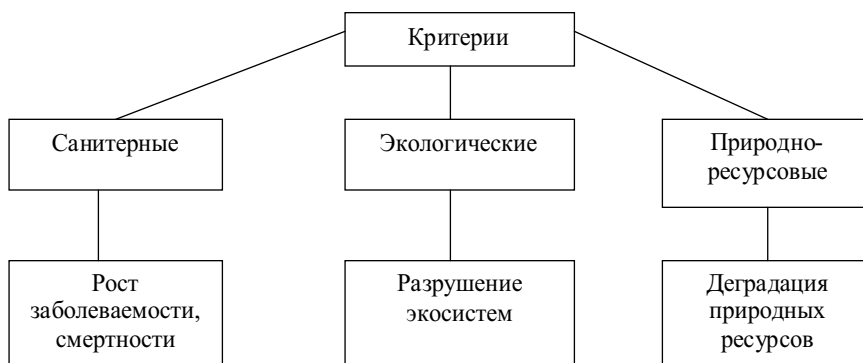 Критерии
Санитерные
Экологические
Природно-
ресурсовые
Рост
заболеваемости,
смертности
Разрушение
экосистем
Деградация
природных
ресурсов